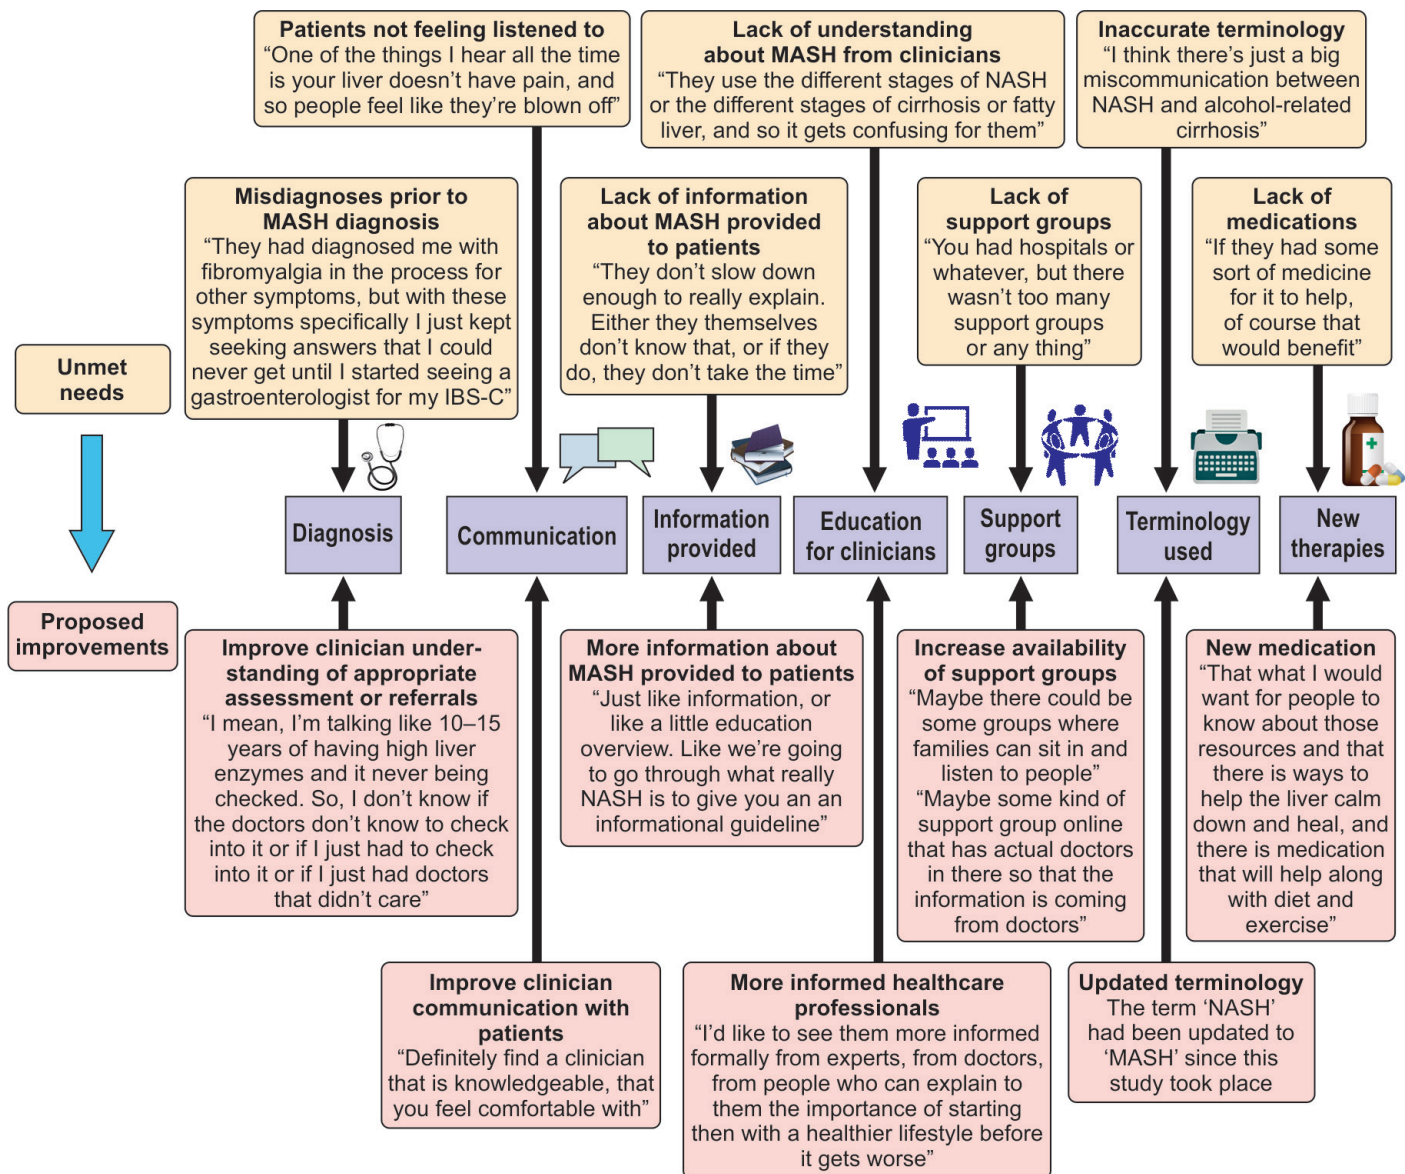 Patients not feeling listened to
“One of the things I hear all the time
is your liver doesn’t have pain, and
so people feel like they’re blown off”
Lack of understanding
about MASH from clinicians
“They use the different stages of NASH
or the different stages of cirrhosis or fatty
liver, and so it gets confusing for them”
Inaccurate terminology
“I think there’s just a big
miscommunication between
NASH and alcohol-related
cirrhosis”
Misdiagnoses prior to
MASH diagnosis
“They had diagnosed me with
fibromyalgia in the process for
other symptoms, but with these
symptoms specifically I just kept
seeking answers that I could
never get until I started seeing a
gastroenterologist for my IBS-C”
Lack of information
about MASH provided
to patients
“They don’t slow down
enough to really explain.
Either they themselves
don’t know that, or if they
do, they don’t take the time”
Lack of
support groups
“You had hospitals or
whatever, but there
wasn’t too many
support groups
or any thing”
Lack of
medications
“If they had some
sort of medicine
for it to help,
of course that
would benefit”
Unmet
needs
Diagnosis
Communication
Information
provided
Education
for clinicians
Support
groups
Terminology
used
New
therapies
Proposed
improvements
Improve clinician under-
standing of appropriate
assessment or referrals
“I mean, I’m talking like 10–15
years of having high liver
enzymes and it never being
checked. So, I don’t know if
the doctors don’t know to check
into it or if I just had to check
into it or if I just had doctors
that didn’t care”
More information about
MASH provided to patients
“Just like information, or
like a little education
overview. Like we’re going
to go through what really
NASH is to give you an an
informational guideline”
Increase availability
of support groups
“Maybe there could be
some groups where
families can sit in and
listen to people”
“Maybe some kind of
support group online
that has actual doctors
in there so that the
information is coming
from doctors”
New medication
“That what I would
want for people to
know about those
resources and that
there is ways to
help the liver calm
down and heal, and
there is medication
that will help along
with diet and
exercise”
Improve clinician
communication with
patients
“Definitely find a clinician
that is knowledgeable, that
you feel comfortable with”
More informed healthcare
professionals
“I’d like to see them more informed
formally from experts, from doctors,
from people who can explain to
them the importance of starting
then with a healthier lifestyle before
it gets worse”
Updated terminology
The term ‘NASH’
had been updated to
‘MASH’ since this
study took place